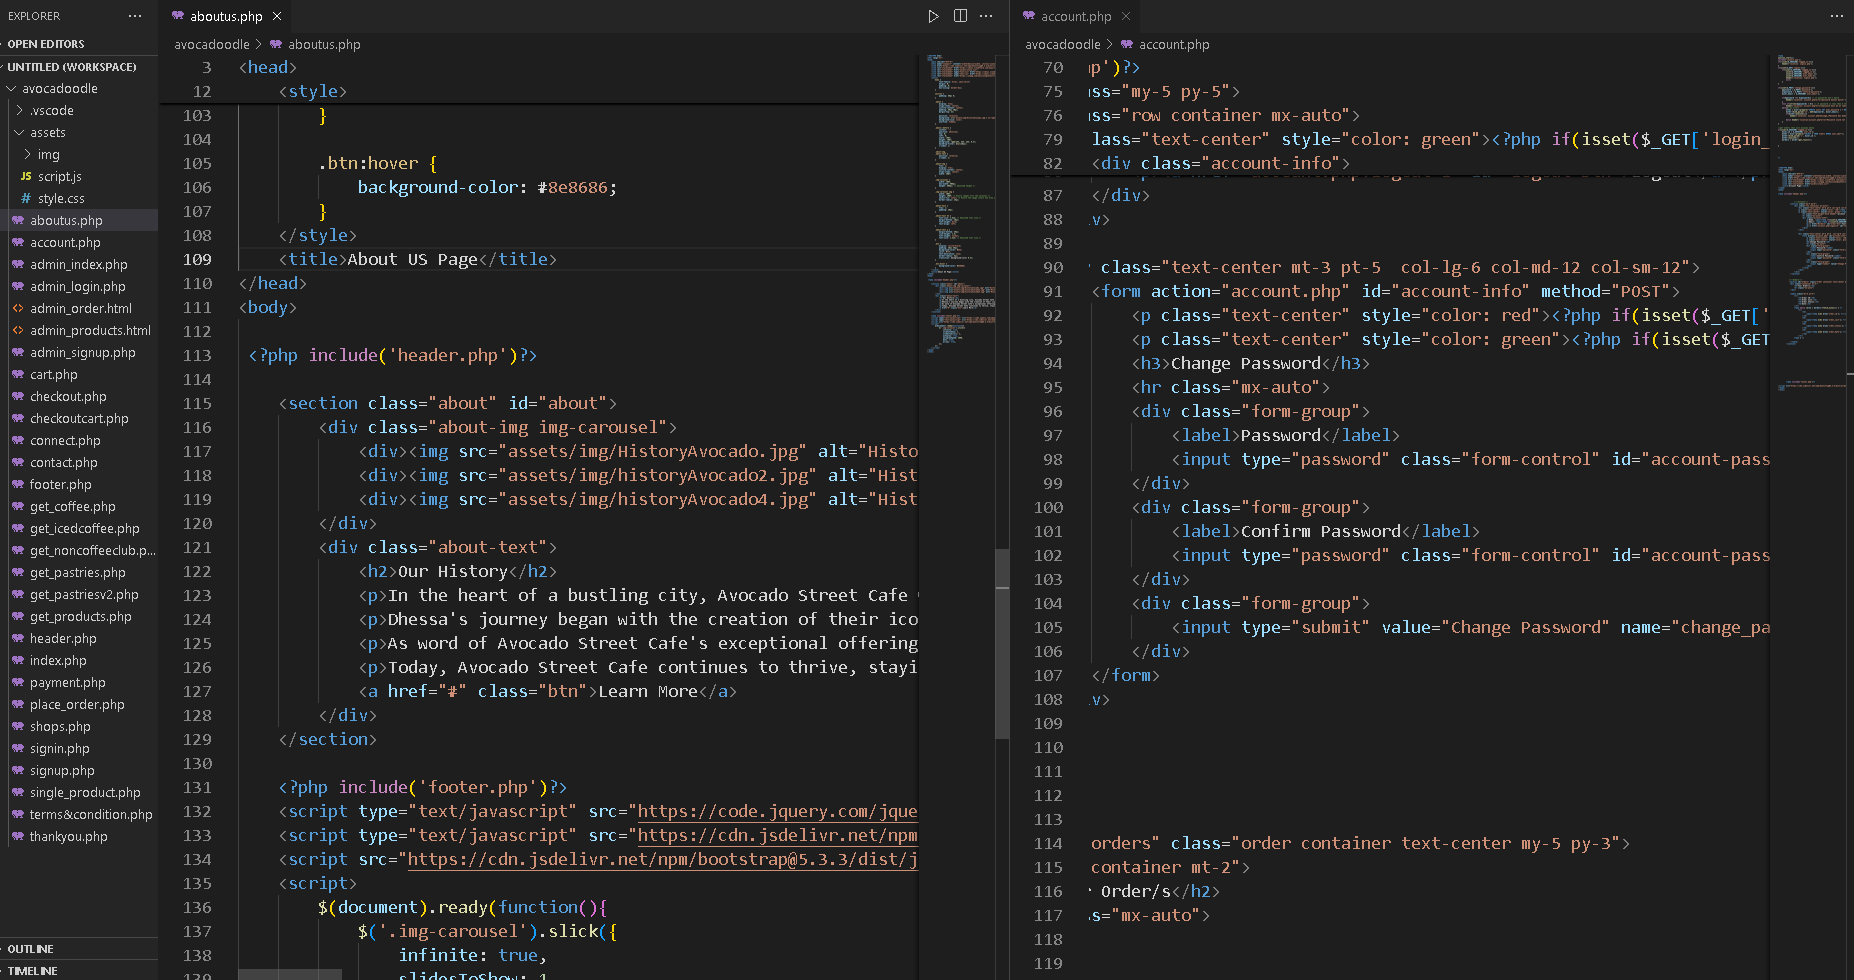 EXPLORER
OPEN EDITORS
UNTITLED (WORKSPACE)
avocadoodle
.vscode
assets
img
JS script.js
# style.css
aboutus.php
account.php
admin_index.php
admin_login.php
admin_order.html
admin_products.html
admin_signup.php
cart.php
checkout.php
checkoutcart.php
connect.php
contact.php
footer.php
get_coffee.php
get_icedcoffee.php
get_noncoffeeclub.p...
get_pastries.php
get_pastriesv2.php
get_products.php
header.php
index.php
payment.php
place_order.php
shops.php
signin.php
signup.php
single_product.php
terms&condition.php
thankyou.php
OUTLINE
TIMELINE
aboutus.php
avocadoodle > aboutus.php
3 <head>
12 <style>
103 }
104
105 .btn:hover {
106 background-color: #8e8686;
107 }
108 </style>
109 <title>About US Page</title>
110 </head>
111 <body>
112
113 <?php include('header.php')?>
114
115 <section class="about" id="about">
116 <div class="about-img img-carousel">
117 <div><img src="assets/img/HistoryAvocado.jpg" alt="Histo
118 <div><img src="assets/img/historyAvocado2.jpg" alt="Hist
119 <div><img src="assets/img/historyAvocado4.jpg" alt="Hist
120 </div>
121 <div class="about-text">
122 <h2>Our History</h2>
123 <p>In the heart of a bustling city, Avocado Street Cafe
124 <p>Dhessa's journey began with the creation of their ico
125 <p>As word of Avocado Street Cafe's exceptional offering
126 <p>Today, Avocado Street Cafe continues to thrive, stayi
127 <a href="#" class="btn">Learn More</a>
128 </div>
129 </section>
130
131 <?php include('footer.php')?>
132 <script type="text/javascript" src="https://code.jquery.com/jque
133 <script type="text/javascript" src="https://cdn.jsdelivr.net/npm
134 <script src="https://cdn.jsdelivr.net/npm/bootstrap@5.3.3/dist/j
135 <script>
136 $(document).ready(function(){
137 $('.img-carousel').slick({
138 infinite: true,
139 slidesToShow: 1
account.php
avocadoodle > account.php
70 p')?>
75 ss="my-5 py-5">
76 ss="row container mx-auto">
79 lass="text-center" style="color: green"><?php if(isset($_GET['login_
82 <div class="account-info">
87 </div>
88 v>
89
90 class="text-center mt-3 pt-5  col-lg-6 col-md-12 col-sm-12">
91 <form action="account.php" id="account-info" method="POST">
92 <p class="text-center" style="color: red"><?php if(isset($_GET['
93 <p class="text-center" style="color: green"><?php if(isset($_GET
94 <h3>Change Password</h3>
95 <hr class="mx-auto">
96 <div class="form-group">
97 <label>Password</label>
98 <input type="password" class="form-control" id="account-pass
99 </div>
100 <div class="form-group">
101 <label>Confirm Password</label>
102 <input type="password" class="form-control" id="account-pass
103 </div>
104 <div class="form-group">
105 <input type="submit" value="Change Password" name="change_pa
106 </div>
107 </form>
108 v>
109
110
111
112
113
114 orders" class="order container text-center my-5 py-3">
115 container mt-2">
116 Order/s</h2>
117 s="mx-auto">
118
119